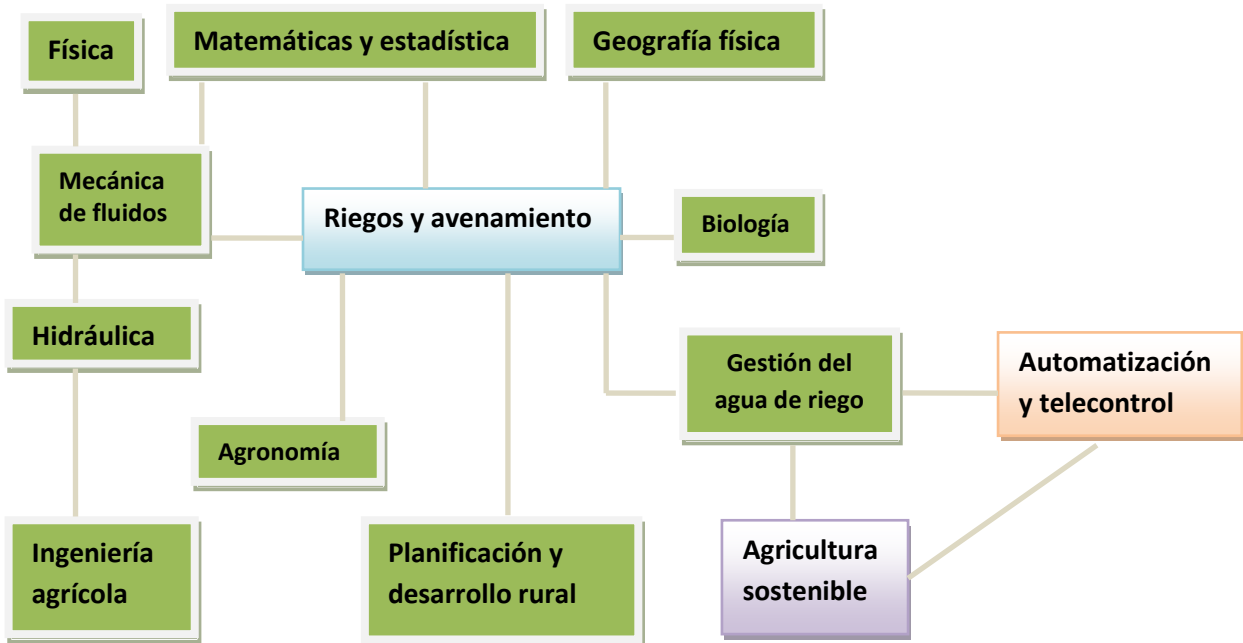 Física
Matemáticas y estadística
Geografía física
Mecánica
de fluidos
Riegos y avenamiento
Biología
Hidráulica
Gestión del
agua de riego
Automatización
y telecontrol
Agronomía
Ingeniería
agrícola
Planificación y
desarrollo rural
Agricultura
sostenible